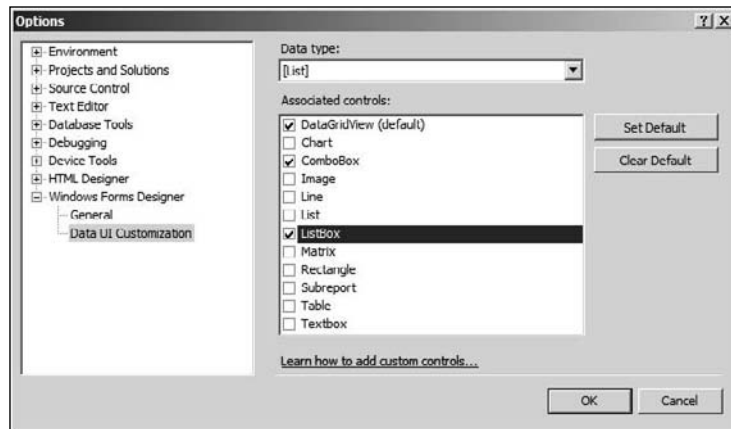 Options
Environment
Projects and Solutions
Source Control
Text Editor
Database Tools
Debugging
Device Tools
HTML Designer
Windows Forms Designer
General
Data UI Customization
Data type:
[List]
Associated controls:
DataGridView (default)
Chart
ComboBox
Image
Line
List
ListBox
Matrix
Rectangle
Subreport
Table
Textbox
Set Default
Clear Default
Learn how to add custom controls...
OK
Cancel